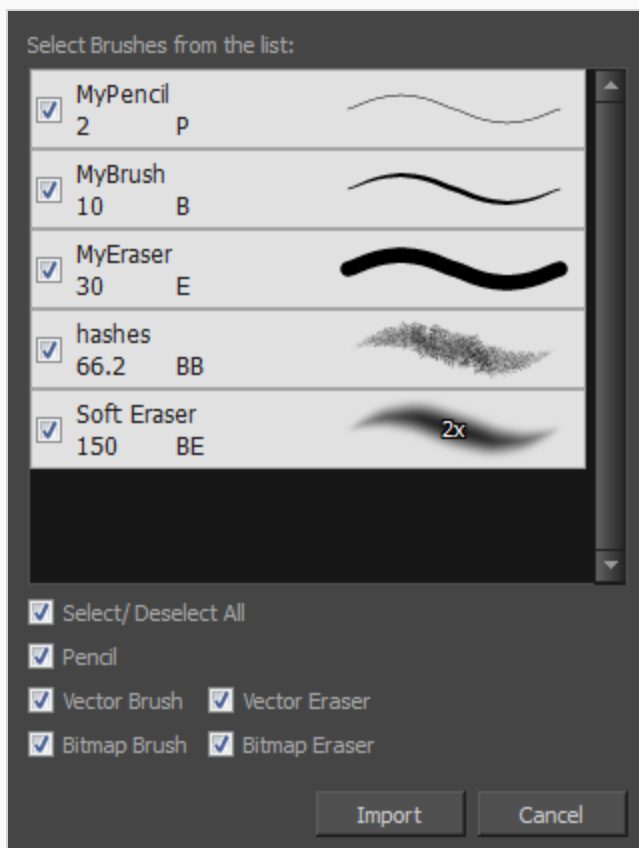 Select Brushes from the list:
MyPencil
2 P
MyBrush
10 B
MyEraser
30 E
hashes
66.2 BB
Soft Eraser
150 BE
2x
Select/ Deselect All
Pencil
Vector Brush Vector Eraser
Bitmap Brush Bitmap Eraser
Import Cancel